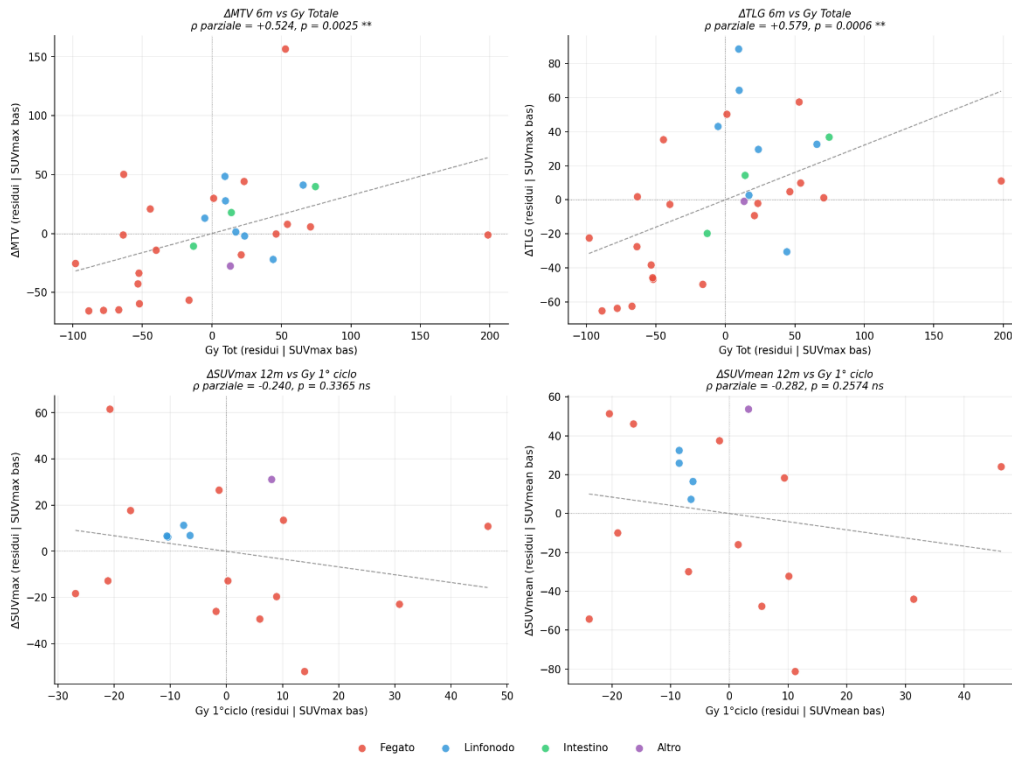 ΔMTV 6m vs Gy Totale
ρ parziale = +0.524, p = 0.0025 **
150
100
50
0
−50
ΔMTV (residui | SUVmax bas)
−100
−50
0
50
100
150
200
Gy Tot (residui | SUVmax bas)
ΔTLG 6m vs Gy Totale
ρ parziale = +0.579, p = 0.0006 **
80
60
40
20
0
−20
−40
−60
ΔTLG (residui | SUVmax bas)
−100
−50
0
50
100
150
200
Gy Tot (residui | SUVmax bas)
ΔSUVmax 12m vs Gy 1° ciclo
ρ parziale = -0.240, p = 0.3365 ns
60
40
20
0
−20
−40
ΔSUVmax (residui | SUVmax bas)
−30
−20
−10
0
10
20
30
40
50
Gy 1°ciclo (residui | SUVmax bas)
ΔSUVmean 12m vs Gy 1° ciclo
ρ parziale = -0.282, p = 0.2574 ns
60
40
20
0
−20
−40
−60
−80
ΔSUVmean (residui | SUVmean bas)
−20
−10
0
10
20
30
40
Gy 1°ciclo (residui | SUVmean bas)
Fegato
Linfonodo
Intestino
Altro